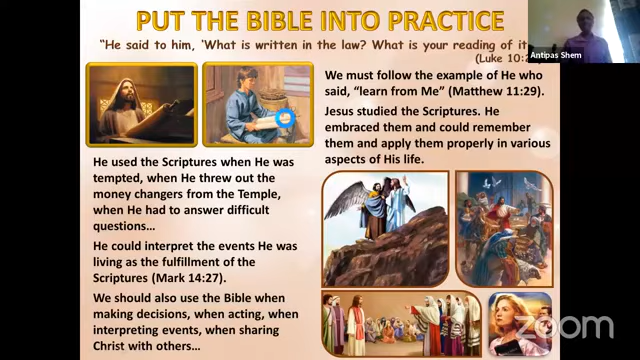 PUT THE BIBLE INTO PRACTICE
"He said to him, 'What is written in the law? What is your reading of it
(Luke 10:
Antipas Shem
We must follow the example of He who
said, "learn from Me" (Matthew 11:29).
Jesus studied the Scriptures. He
embraced them and could remember
them and apply them properly in various
aspects of His life.
He used the Scriptures when He was
tempted, when He threw out the
money changers from the Temple,
when He had to answer difficult
questions...
He could interpret the events He was
living as the fulfillment of the
Scriptures (Mark 14:27).
We should also use the Bible when
making decisions, when acting, when
interpreting events, when sharing
Christ with others...
zoom